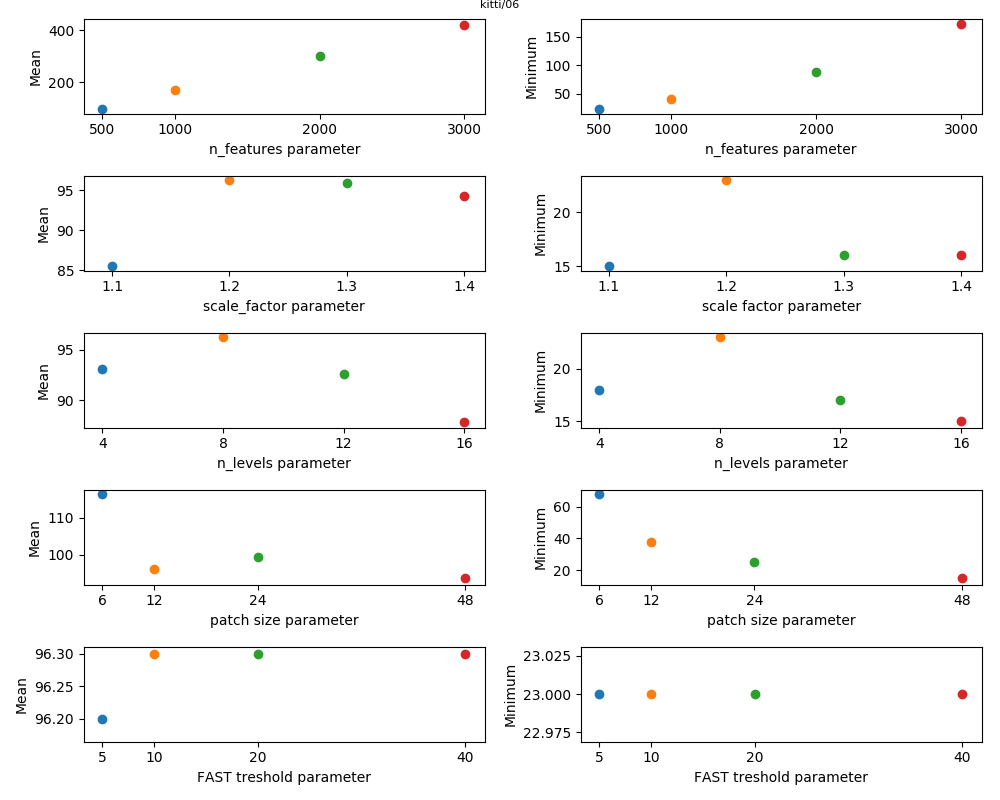 kitti/06
400
200
Mean
500 1000 2000 3000
n_features parameter
150
100
50
Minimum
500 1000 2000 3000
n_features parameter
95
90
85
Mean
1.1 1.2 1.3 1.4
scale_factor parameter
20
15
Minimum
1.1 1.2 1.3 1.4
scale factor parameter
95
90
Mean
4 8 12 16
n_levels parameter
20
15
Minimum
4 8 12 16
n_levels parameter
110
100
Mean
6 12 24 48
patch size parameter
60
40
20
Minimum
6 12 24 48
patch size parameter
96.30
96.25
96.20
Mean
5 10 20 40
FAST treshold parameter
23.025
23.000
22.975
Minimum
5 10 20 40
FAST treshold parameter